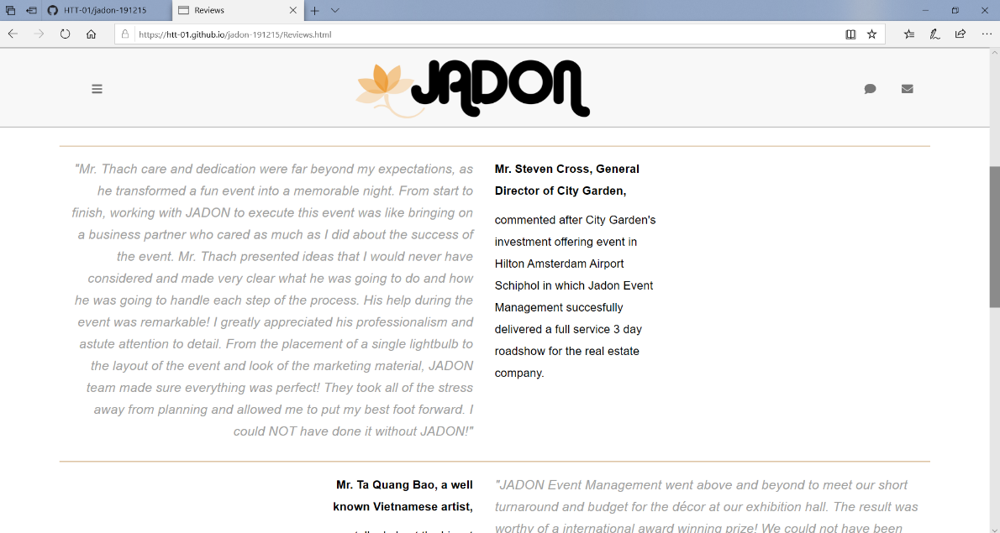 HTT-01/jadon-191215
Reviews
https://htt-01.github.io/jadon-191215/Reviews.html
JADON
"Mr. Thach care and dedication were far beyond my expectations, as
he transformed a fun event into a memorable night. From start to
finish, working with JADON to execute this event was like bringing on
a business partner who cared as much as I did about the success of
the event. Mr. Thach presented ideas that I would never have
considered and made very clear what he was going to do and how
he was going to handle each step of the process. His help during the
event was remarkable! I greatly appreciated his professionalism and
astute attention to detail. From the placement of a single lightbulb to
the layout of the event and look of the marketing material, JADON
team made sure everything was perfect! They took all of the stress
away from planning and allowed me to put my best foot forward. I
could NOT have done it without JADON!"
Mr. Steven Cross, General
Director of City Garden,
commented after City Garden's
investment offering event in
Hilton Amsterdam Airport
Schiphol in which Jadon Event
Management succesfully
delivered a full service 3 day
roadshow for the real estate
company.
Mr. Ta Quang Bao, a well
known Vietnamese artist,
"JADON Event Management went above and beyond to meet our short
turnaround and budget for the décor at our exhibition hall. The result was
worthy of a international award winning prize! We could not have been